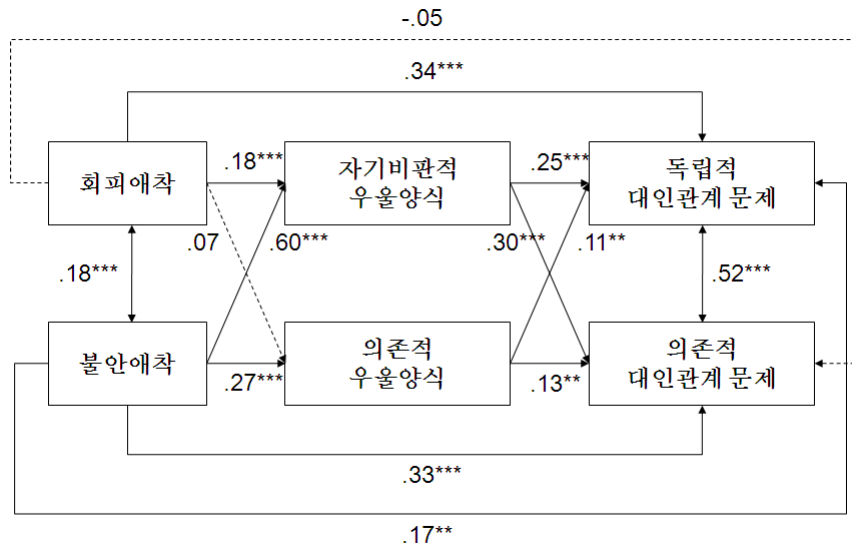 -.05
.34***
회피애착
.18***
자기비판적
우울양식
.25***
독립적
대인관계 문제
.07
.60***
.30***
.11**
.18***
.52***
불안애착
.27***
의존적
우울양식
.13**
의존적
대인관계 문제
.33***
.17**